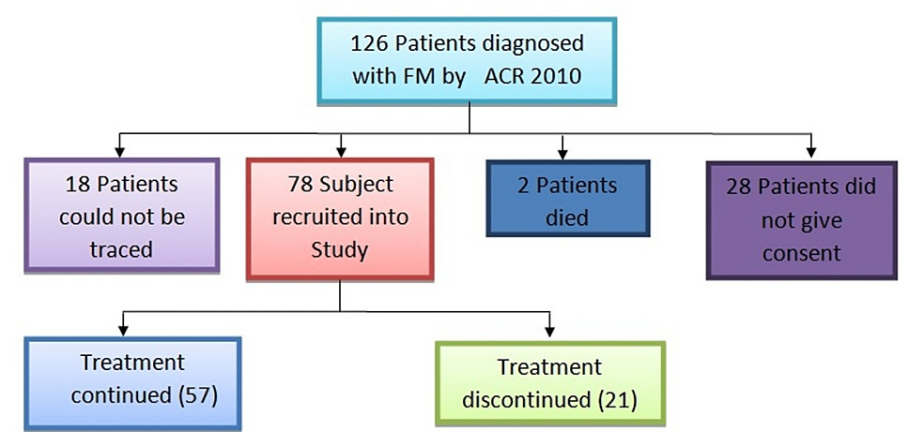 126 Patients diagnosed
with FM by ACR 2010
18 Patients
could not be
traced
78 Subject
recruited into
Study
2 Patients
died
28 Patients did
not give
consent
Treatment
continued (57)
Treatment
discontinued (21)